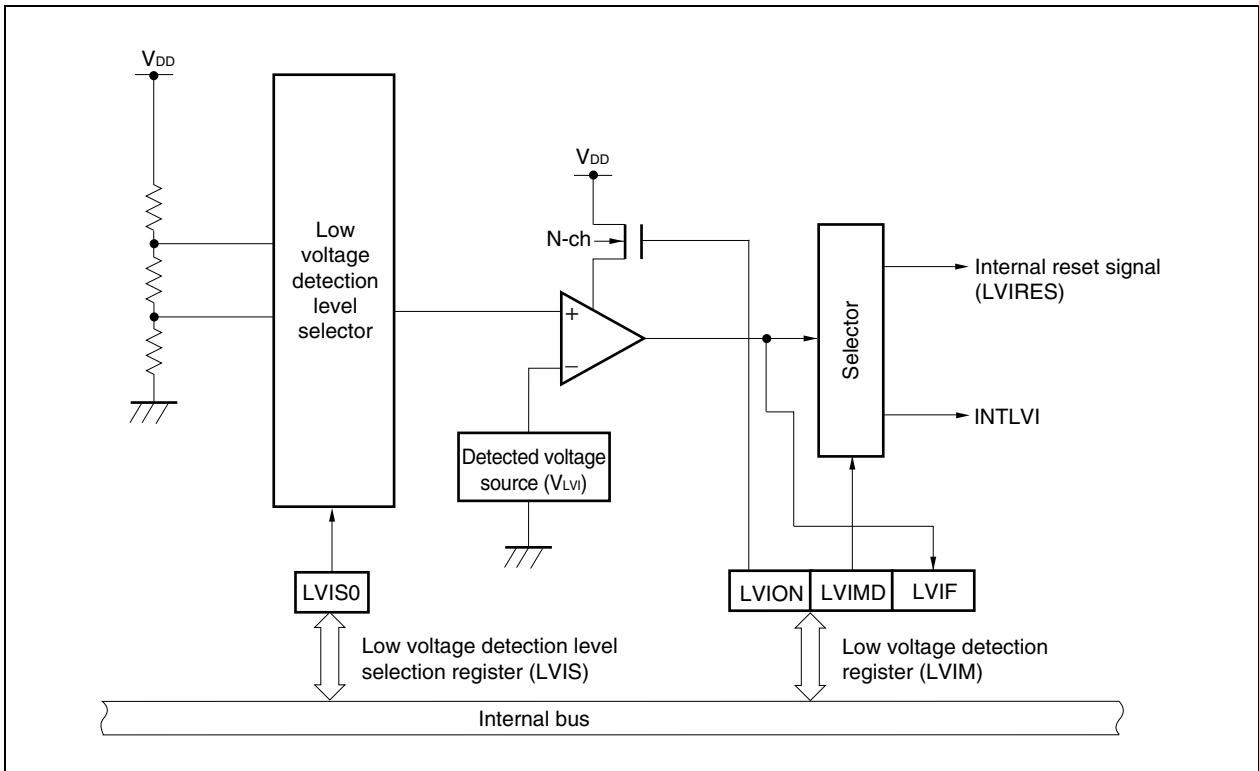 VDD
Low
voltage
detection
level
selector
VDD
N-ch
+
−
Detected voltage
source (VLVI)
Selector
Internal reset signal
(LVIRES)
INTLVI
LVIS0
LVION LVIMD LVIF
Low voltage detection level
selection register (LVIS)
Low voltage detection
register (LVIM)
Internal bus